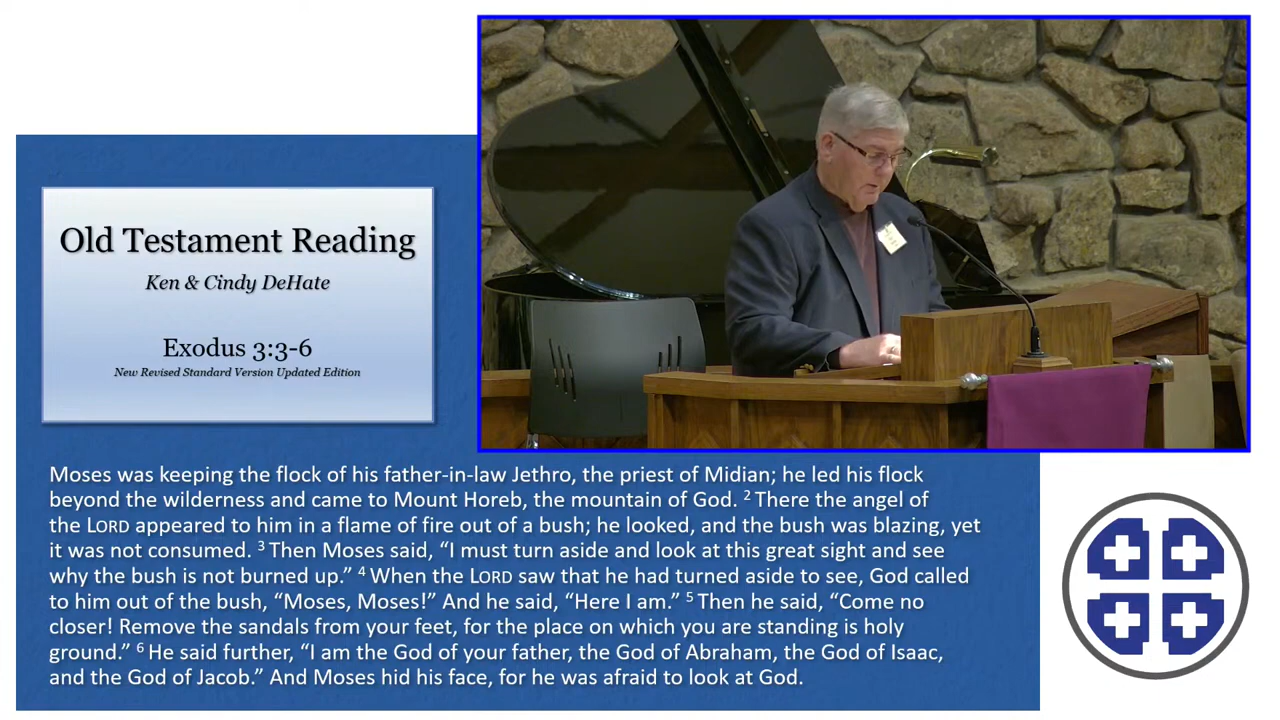 Old Testament Reading
Ken & Cindy DeHate
Exodus 3:3-6
New Revised Standard Version Updated Edition
Moses was keeping the flock of his father-in-law Jethro, the priest of Midian; he led his flock
beyond the wilderness and came to Mount Horeb, the mountain of God. ² There the angel of
the LORD appeared to him in a flame of fire out of a bush; he looked, and the bush was blazing, yet
it was not consumed. ³ Then Moses said, “I must turn aside and look at this great sight and see
why the bush is not burned up.” ⁴ When the LORD saw that he had turned aside to see, God called
to him out of the bush, “Moses, Moses!” And he said, “Here I am.” ⁵ Then he said, “Come no
closer! Remove the sandals from your feet, for the place on which you are standing is holy
ground.” ⁶ He said further, “I am the God of your father, the God of Abraham, the God of Isaac,
and the God of Jacob.” And Moses hid his face, for he was afraid to look at God.